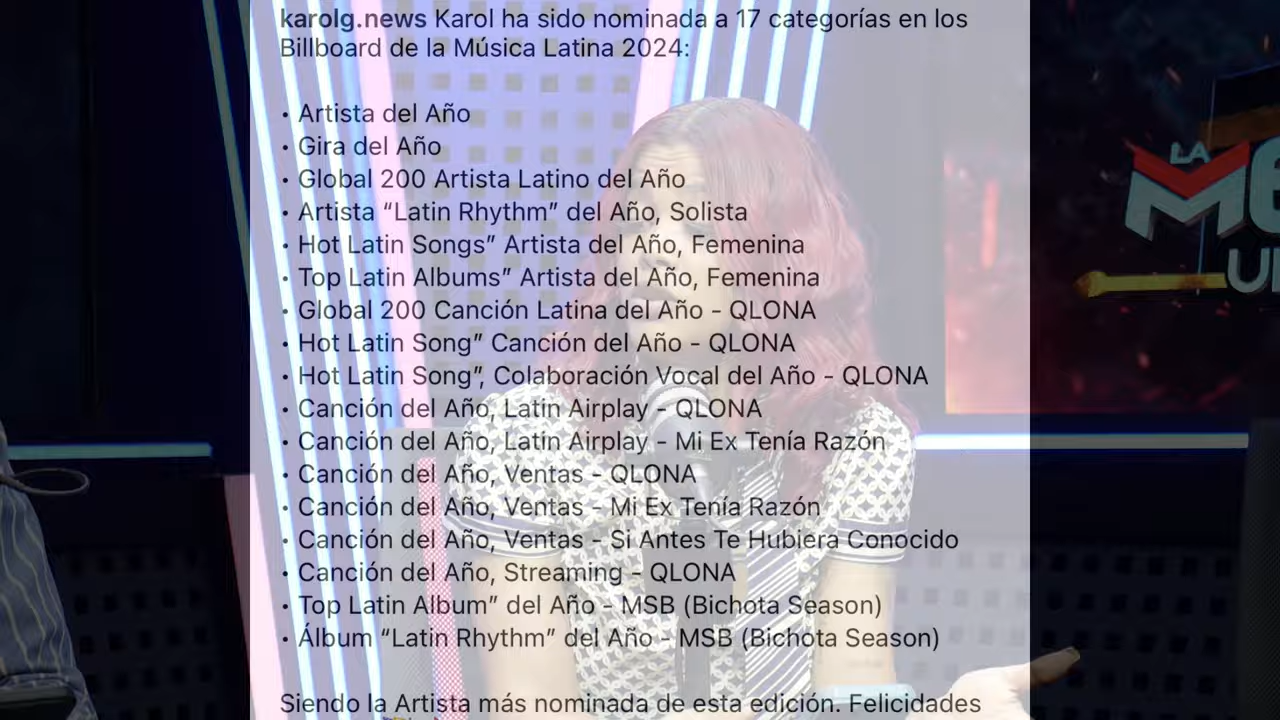 karolg.news Karol ha sido nominada a 17 categorías en los
Billboard de la Música Latina 2024:
• Artista del Año
• Gira del Año
• Global 200 Artista Latino del Año
• Artista “Latin Rhythm” del Año, Solista
• Hot Latin Songs” Artista del Año, Femenina
• Top Latin Albums” Artista del Año, Femenina
• Global 200 Canción Latina del Año - QLONA
• Hot Latin Song” Canción del Año - QLONA
• Hot Latin Song”, Colaboración Vocal del Año - QLONA
• Canción del Año, Latin Airplay - QLONA
• Canción del Año, Latin Airplay - Mi Ex Tenía Razón
• Canción del Año, Ventas - QLONA
• Canción del Año, Ventas - Mi Ex Tenía Razón
• Canción del Año, Ventas - Si Antes Te Hubiera Conocido
• Canción del Año, Streaming - QLONA
• Top Latin Album” del Año - MSB (Bichota Season)
• Álbum “Latin Rhythm” del Año - MSB (Bichota Season)
Siendo la Artista más nominada de esta edición. Felicidades
LA